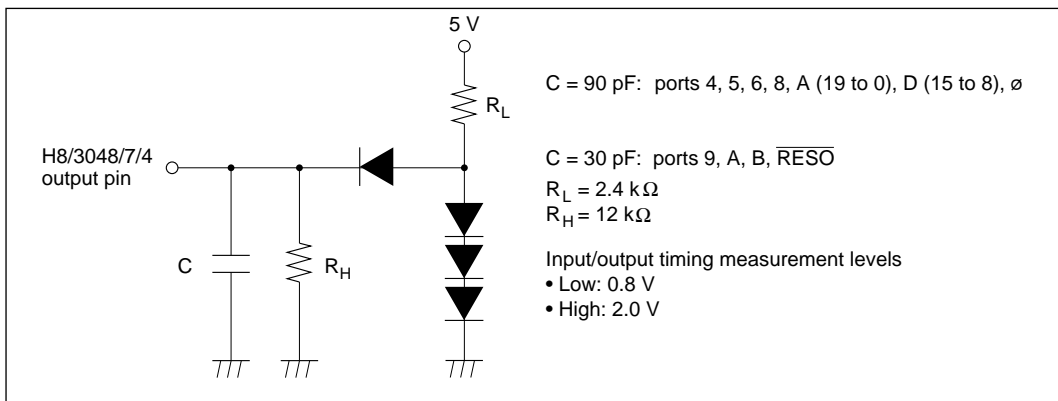 5 V
R_L
H8/3048/7/4
output pin
C
R_H
C = 90 pF: ports 4, 5, 6, 8, A (19 to 0), D (15 to 8), ø
C = 30 pF: ports 9, A, B, R̅E̅S̅O̅
R_L = 2.4 kΩ
R_H = 12 kΩ
Input/output timing measurement levels
• Low: 0.8 V
• High: 2.0 V